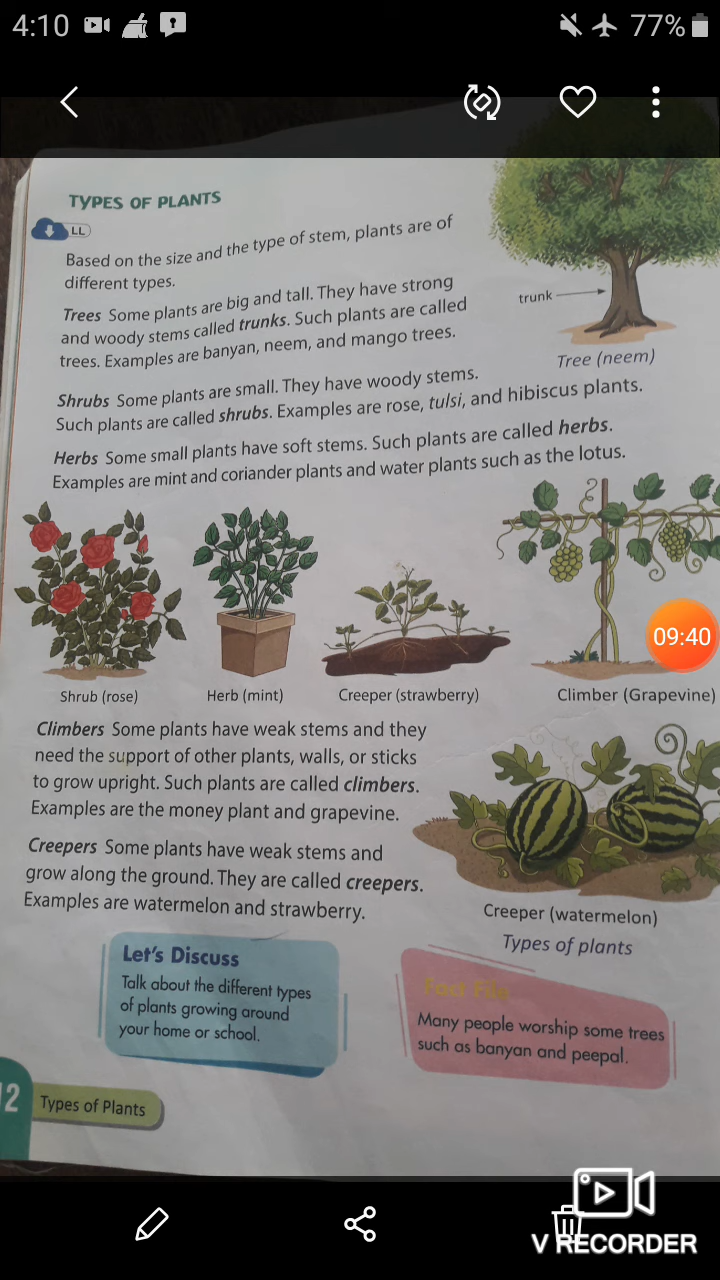 4:10
77%
TYPES OF PLANTS
LL
Based on the size and the type of stem, plants are of
different types.
Trees Some plants are big and tall. They have strong
and woody stems called trunks. Such plants are called
trees. Examples are banyan, neem, and mango trees.
trunk
Tree (neem)
Shrubs Some plants are small. They have woody stems.
Such plants are called shrubs. Examples are rose, tulsi, and hibiscus plants.
Herbs Some small plants have soft stems. Such plants are called herbs.
Examples are mint and coriander plants and water plants such as the lotus.
09:40
Shrub (rose)
Herb (mint)
Creeper (strawberry)
Climber (Grapevine)
Climbers Some plants have weak stems and they
need the support of other plants, walls, or sticks
to grow upright. Such plants are called climbers.
Examples are the money plant and grapevine.
Creepers Some plants have weak stems and
grow along the ground. They are called creepers.
Examples are watermelon and strawberry.
Creeper (watermelon)
Types of plants
Let's Discuss
Talk about the different types
of plants growing around
your home or school.
Fact File
Many people worship some trees
such as banyan and peepal.
12
Types of Plants
V RECORDER